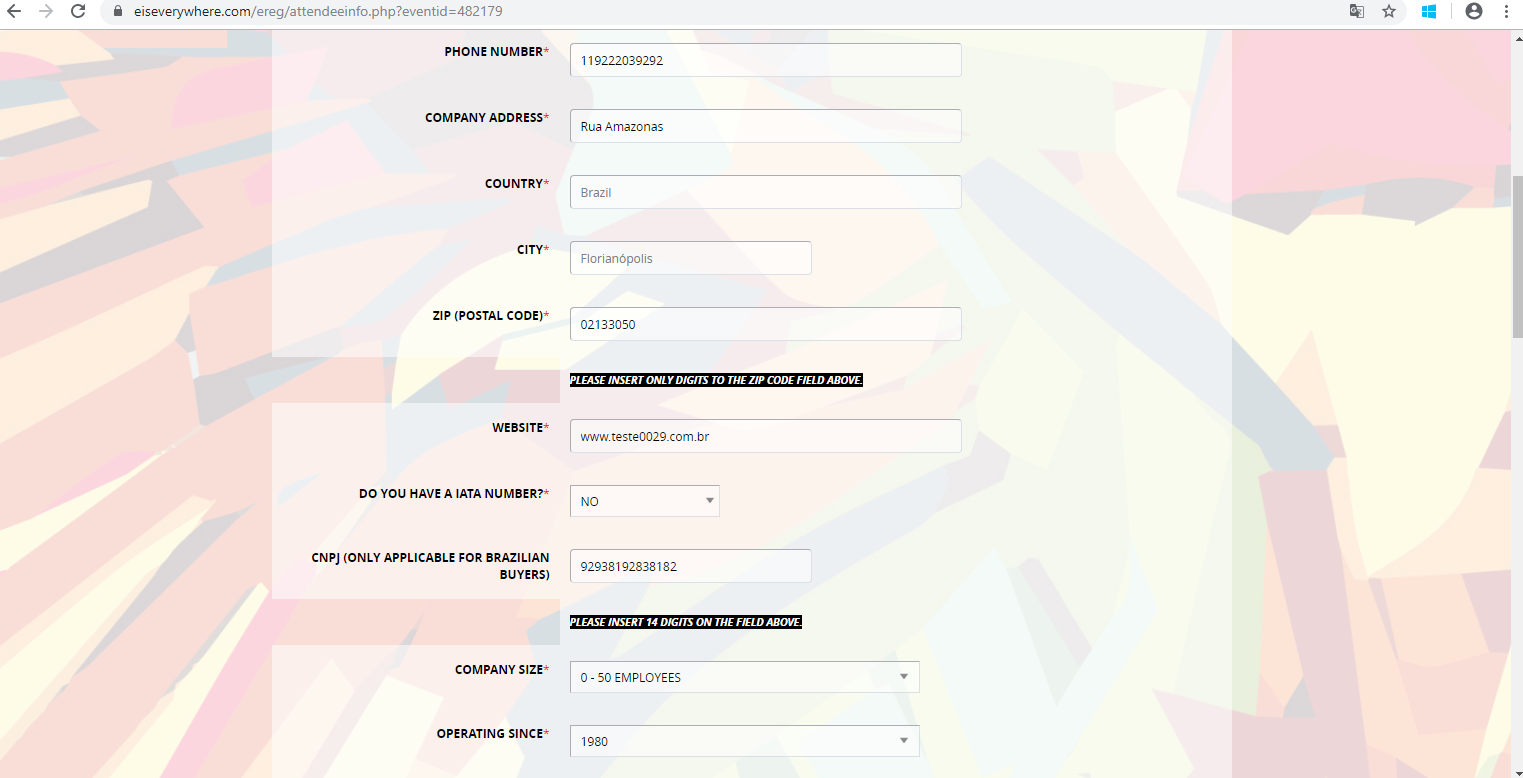 eiseverywhere.com/ereg/attendeeinfo.php?eventid=482179
PHONE NUMBER*
119222039292
COMPANY ADDRESS*
Rua Amazonas
COUNTRY*
Brazil
CITY*
Florianópolis
ZIP (POSTAL CODE)*
02133050
PLEASE INSERT ONLY DIGITS TO THE ZIP CODE FIELD ABOVE.
WEBSITE*
www.teste0029.com.br
DO YOU HAVE A IATA NUMBER?*
NO
CNPJ (ONLY APPLICABLE FOR BRAZILIAN
BUYERS)
92938192838182
PLEASE INSERT 14 DIGITS ON THE FIELD ABOVE.
COMPANY SIZE*
0 - 50 EMPLOYEES
OPERATING SINCE*
1980